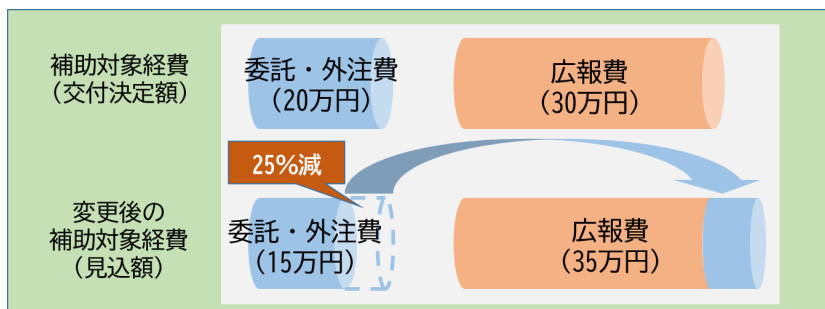 補助対象経費
(交付決定額)
委託・外注費
(20万円)
広報費
(30万円)
25%減
変更後の
補助対象経費
(見込額)
委託・外注費
(15万円)
広報費
(35万円)